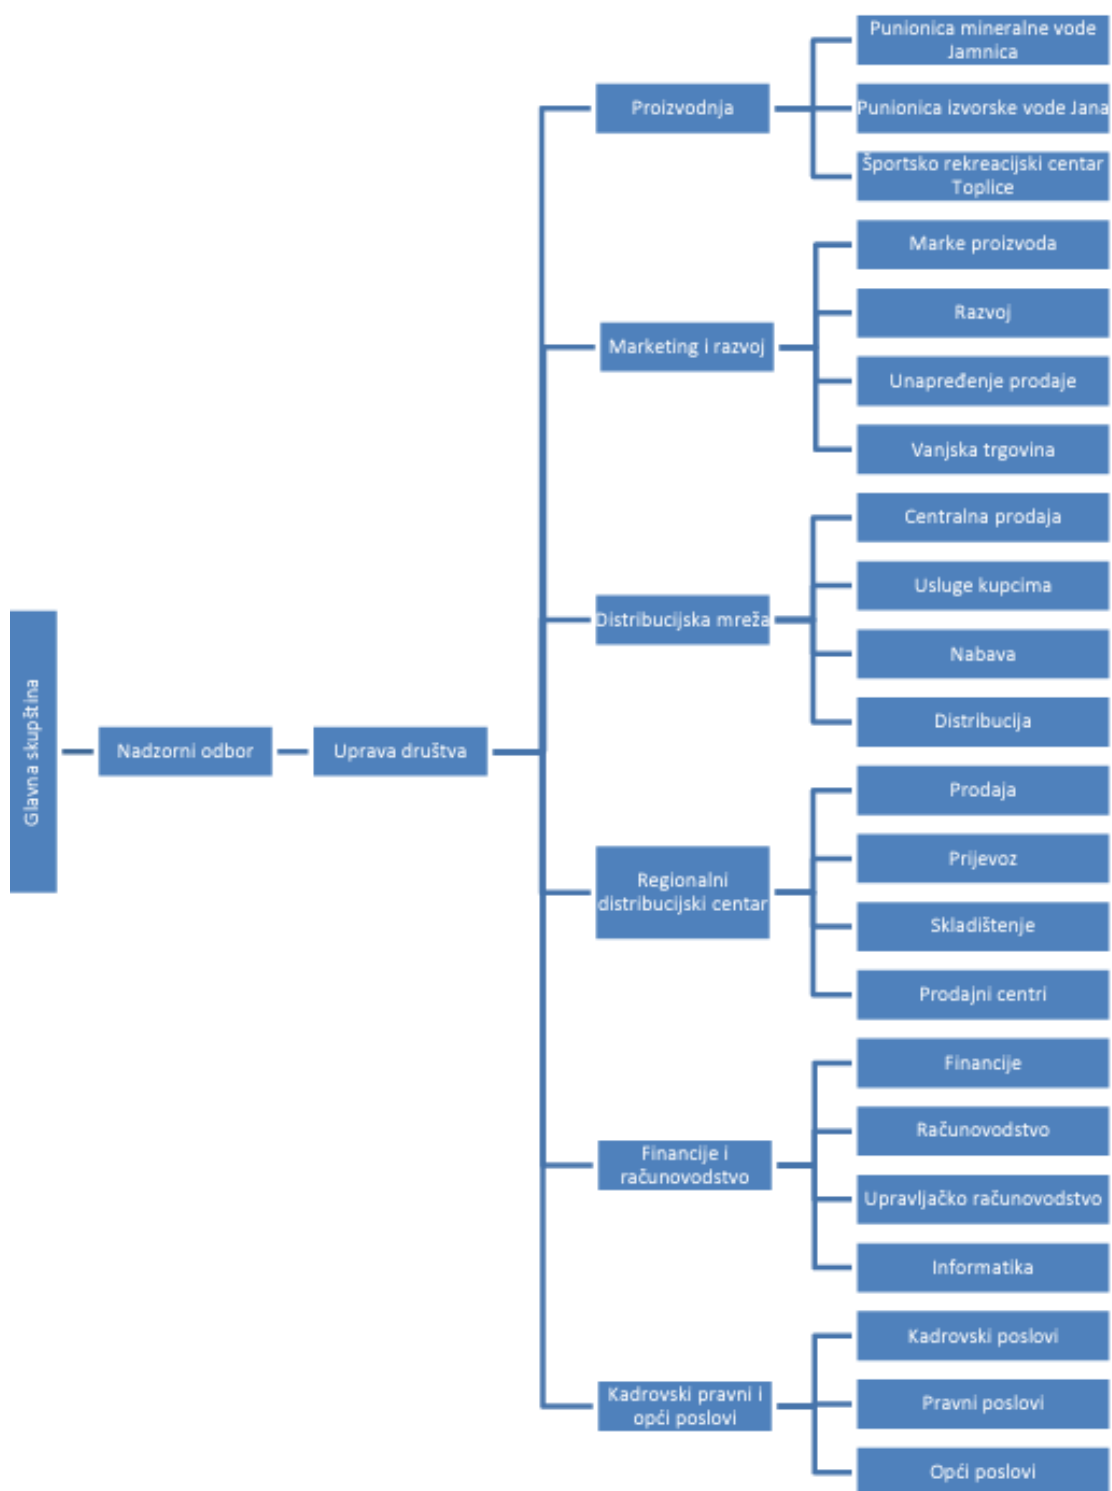 Glavna skupština
Nadzorni odbor
Uprava društva
Proizvodnja
Punionica mineralne vode
Jamnica
Punionica izvorske vode Jana
Športsko rekreacijski centar
Toplice
Marketing i razvoj
Marke proizvoda
Razvoj
Unapređenje prodaje
Vanjska trgovina
Distribucijska mreža
Centralna prodaja
Usluge kupcima
Nabava
Distribucija
Regionalni
distribucijski centar
Prodaja
Prijevoz
Skladištenje
Prodajni centri
Financije i
računovodstvo
Financije
Računovodstvo
Upravljačko računovodstvo
Informatika
Kadrovski pravni i
opći poslovi
Kadrovski poslovi
Pravni poslovi
Opći poslovi